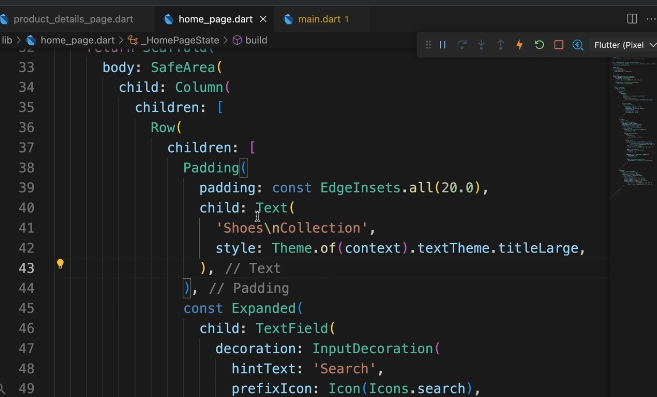 product_details_page.dart home_page.dart main.dart 1
lib > home_page.dart > _HomePageState > build
Flutter (Pixel
32 return Scaffold(
33 body: SafeArea(
34 child: Column(
35 children: [
36 Row(
37 children: [
38 Padding(
39 padding: const EdgeInsets.all(20.0),
40 child: Text(
41 'Shoes\nCollection',
42 style: Theme.of(context).textTheme.titleLarge,
43 ), // Text
44 ), // Padding
45 const Expanded(
46 child: TextField(
47 decoration: InputDecoration(
48 hintText: 'Search',
49 prefixIcon: Icon(Icons.search),